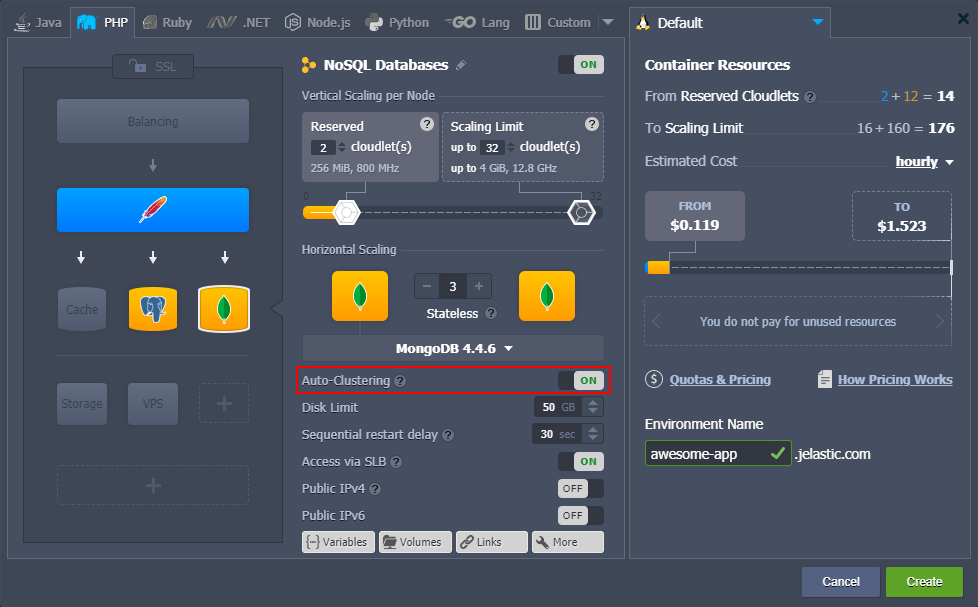 Java
PHP
Ruby
.NET
Node.js
Python
GO Lang
Custom
SSL
Balancing
Cache
Storage
VPS
NoSQL Databases
ON
Vertical Scaling per Node
Reserved ?
2 cloudlet(s)
256 MiB, 800 MHz
Scaling Limit ?
up to 32 cloudlet(s)
up to 4 GiB, 12.8 GHz
0
32
Horizontal Scaling
− 3 +
Stateless ?
MongoDB 4.4.6
Auto-Clustering ? ON
Disk Limit 50 GB
Sequential restart delay ? 30 sec
Access via SLB ? ON
Public IPv4 ? OFF
Public IPv6 OFF
Variables
Volumes
Links
More
Default
Container Resources
From Reserved Cloudlets ? 2 + 12 = 14
To Scaling Limit 16 + 160 = 176
Estimated Cost hourly
FROM
$0.119
TO
$1.523
You do not pay for unused resources
$ Quotas & Pricing
How Pricing Works
Environment Name
awesome-app .jelastic.com
Cancel
Create